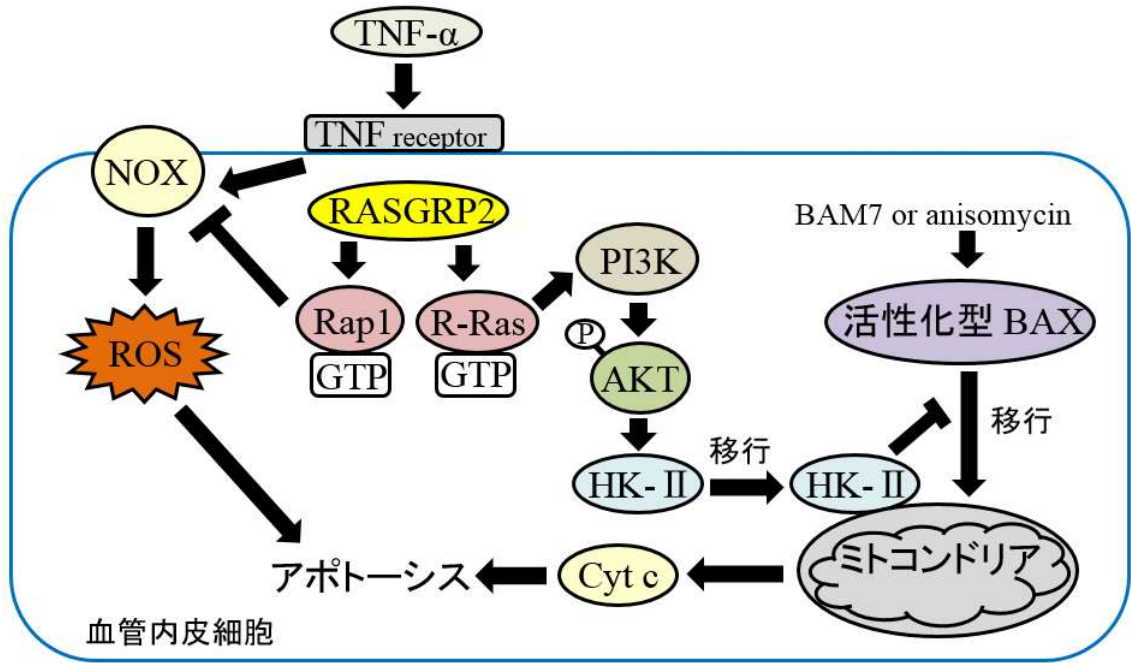 TNF-α
TNF receptor
NOX
RASGRP2
BAM7 or anisomycin
PI3K
活性化型 BAX
Rap1
R-Ras
P
ROS
GTP
GTP
AKT
移行
移行
HK-Ⅱ
HK-Ⅱ
ミトコンドリア
アポトーシス
Cyt c
血管内皮細胞